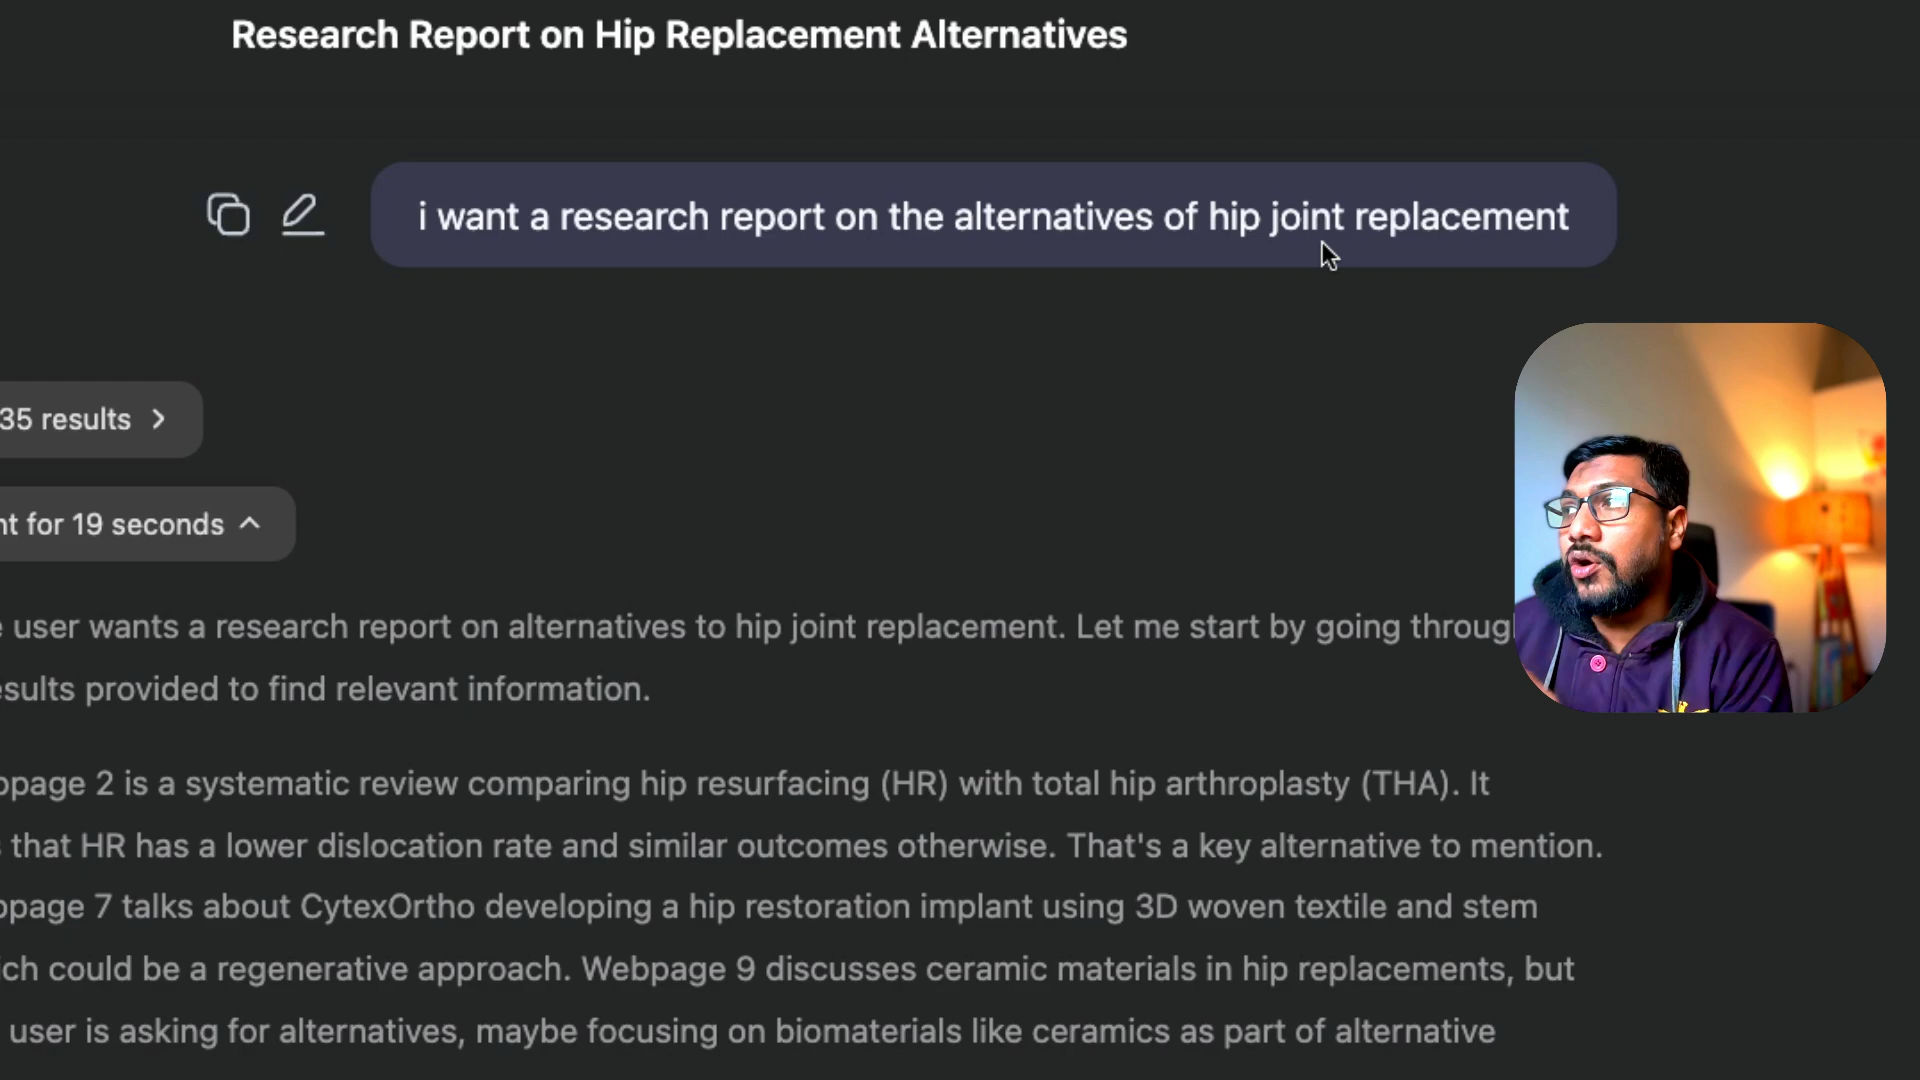 Research Report on Hip Replacement Alternatives
i want a research report on the alternatives of hip joint replacement
35 results
for 19 seconds
user wants a research report on alternatives to hip joint replacement. Let me start by going
provided to find relevant information.
2 is a systematic review comparing hip resurfacing (HR) with total hip arthroplasty (THA). It
that HR has a lower dislocation rate and similar outcomes otherwise. That's a key alternative to mention.
7 talks about CytexOrtho developing a hip restoration implant using 3D woven textile and stem
could be a regenerative approach. Webpage 9 discusses ceramic materials in hip replacements, but
user is asking for alternatives, maybe focusing on biomaterials like ceramics as part of alternative